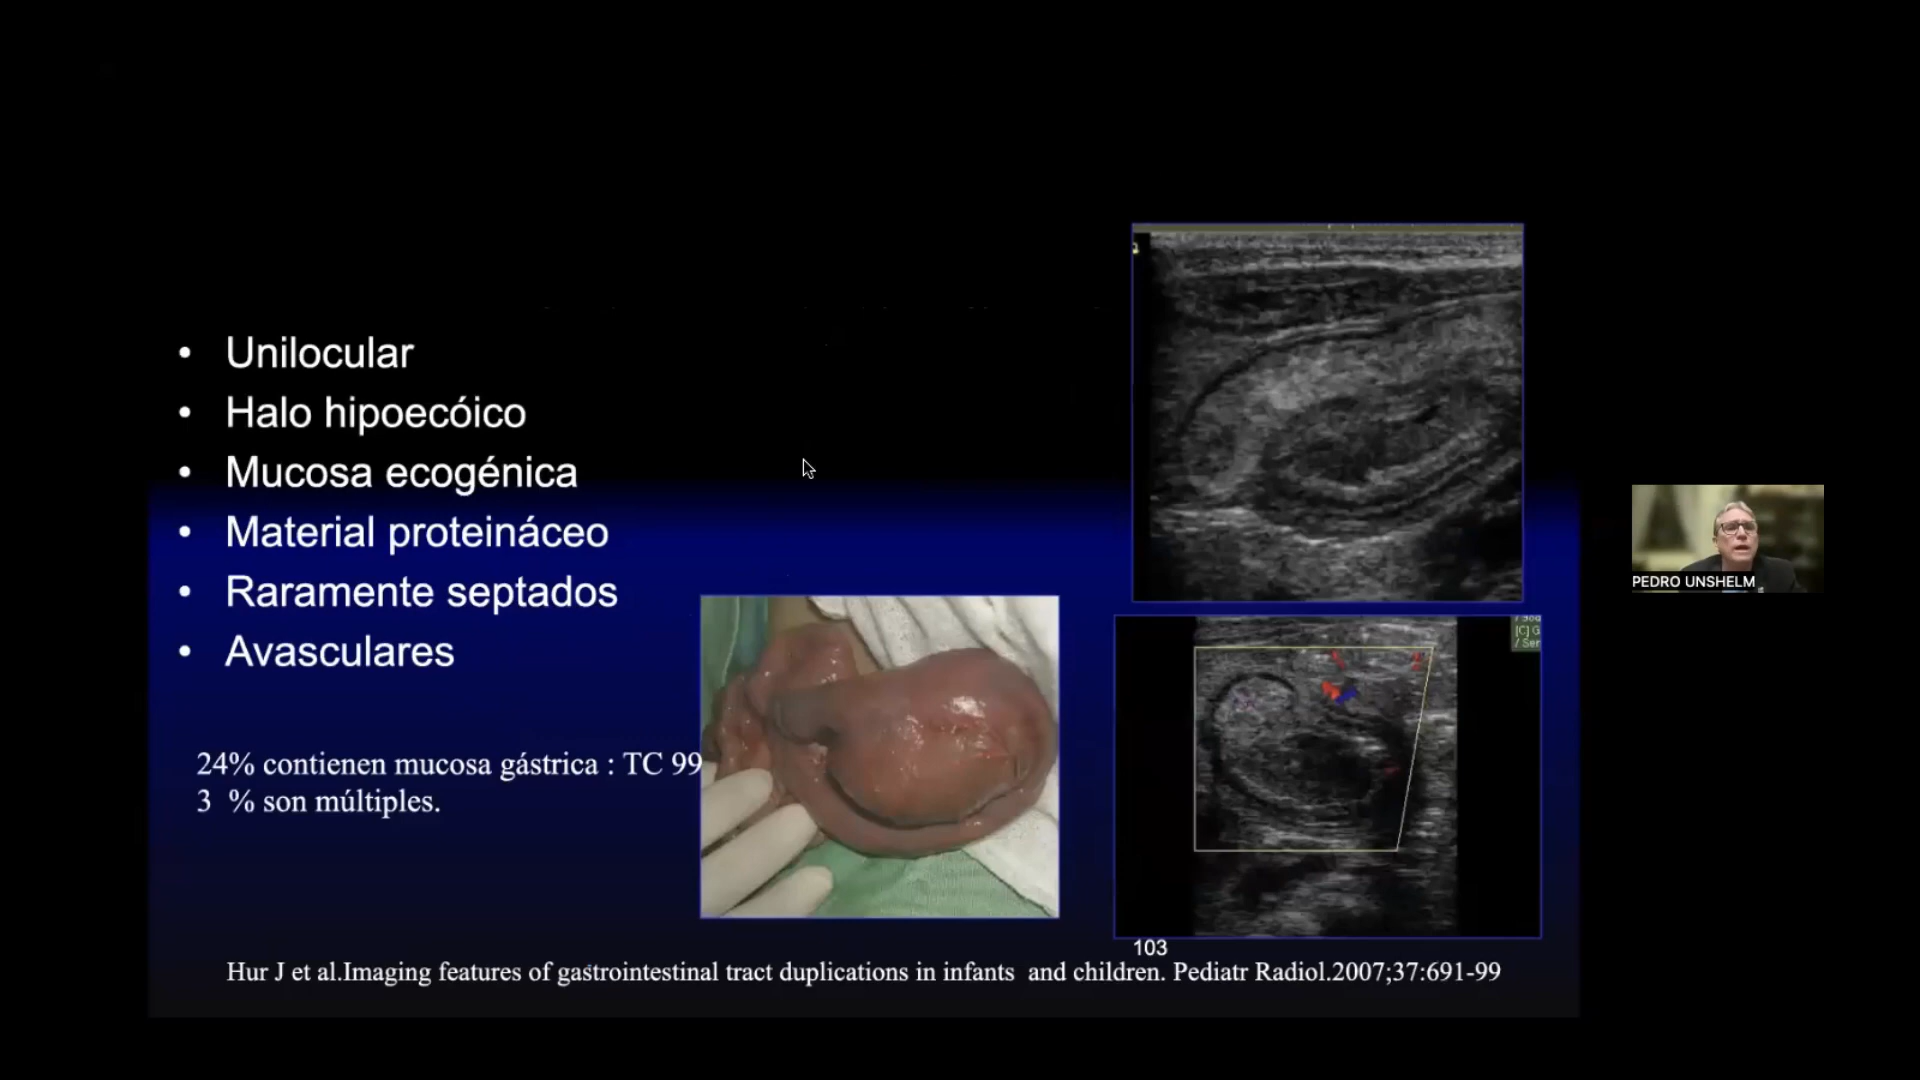 • Unilocular
• Halo hipoecóico
• Mucosa ecogénica
• Material proteináceo
• Raramente septados
• Avasculares
24% contienen mucosa gástrica : TC 99
3 % son múltiples.
[C] G
/ Ser
103
Hur J et al.Imaging features of gastrointestinal tract duplications in infants and children. Pediatr Radiol.2007;37:691-99
PEDRO UNSHELM